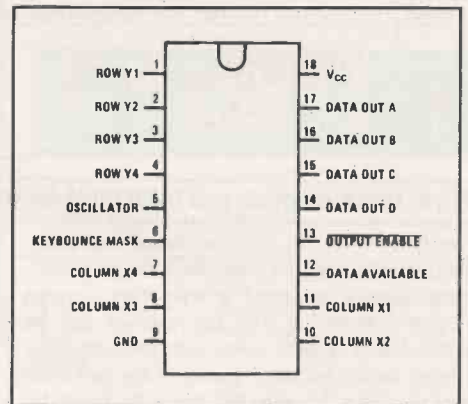 ROW Y1 1
ROW Y2 2
ROW Y3 3
ROW Y4 4
OSCILLATOR 5
KEYBOUNCE MASK 6
COLUMN X4 7
COLUMN X3 8
GND 9
18 Vcc
17 DATA OUT A
16 DATA OUT B
15 DATA OUT C
14 DATA OUT D
13 OUTPUT ENABLE
12 DATA AVAILABLE
11 COLUMN X1
10 COLUMN X2